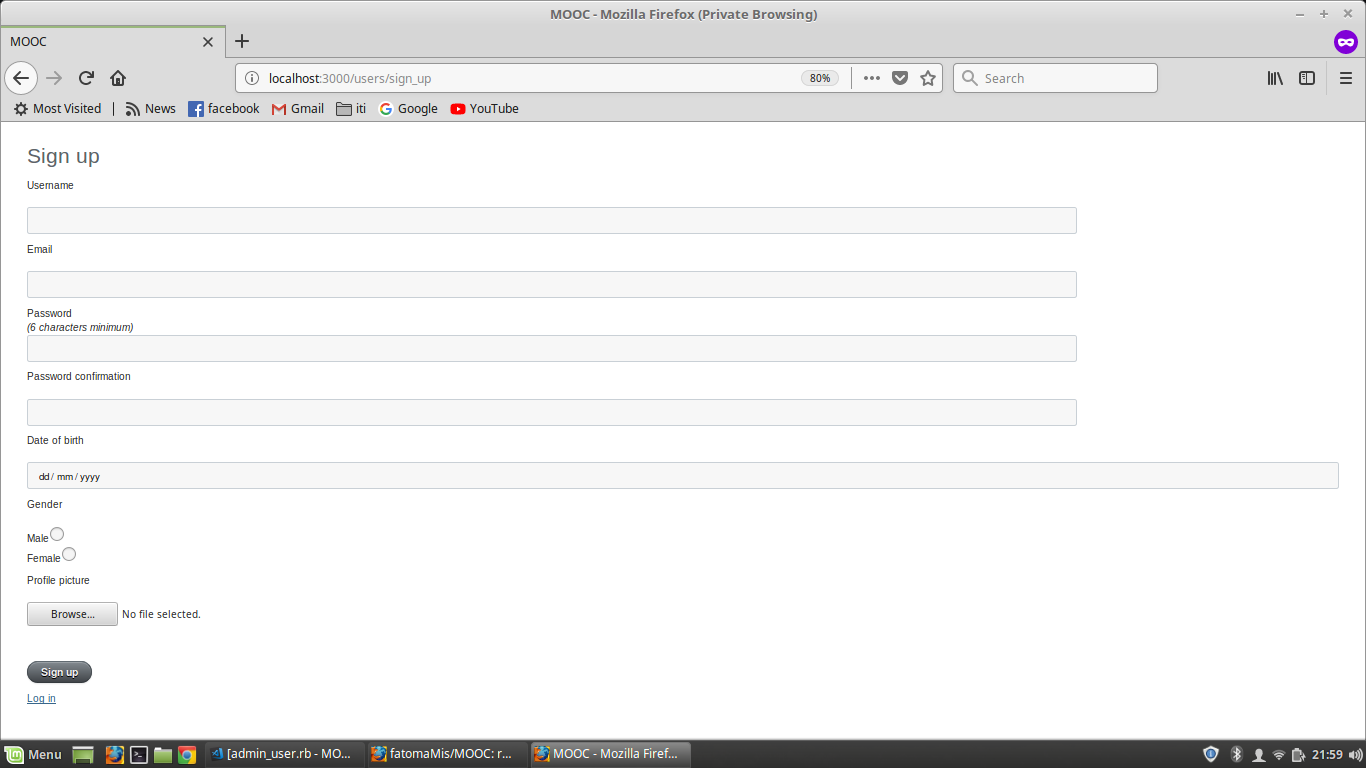 MOOC - Mozilla Firefox (Private Browsing)
MOOC
localhost:3000/users/sign_up
80%
Search
Most Visited
News
facebook
Gmail
iti
Google
YouTube
Sign up
Username
Email
Password
(6 characters minimum)
Password confirmation
Date of birth
dd / mm / yyyy
Gender
Male
Female
Profile picture
Browse... No file selected.
Sign up
Log in
Menu
[admin_user.rb - MO...
fatomaMis/MOOC: r...
MOOC - Mozilla Firef...
21:59